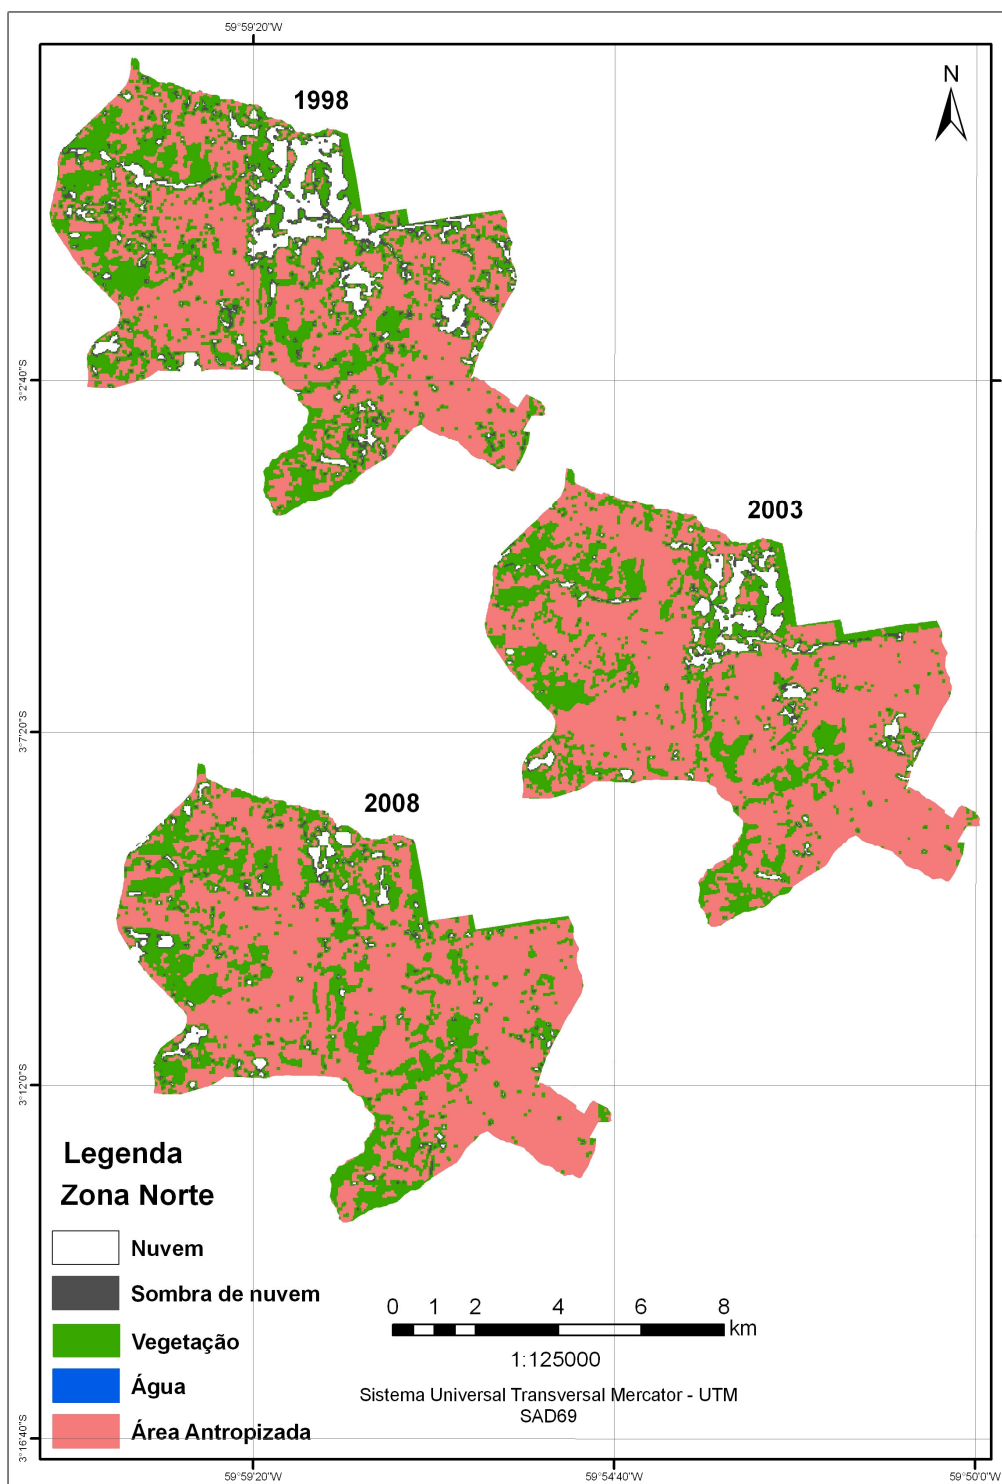 59°59'20"W
N
1998
3°2'40"S
2003
3°7'20"S
2008
3°12'0"S
Legenda
Zona Norte
Nuvem
Sombra de nuvem
Vegetação
Água
Área Antropizada
0 1 2 4 6 8
km
1:125000
Sistema Universal Transversal Mercator - UTM
SAD69
3°16'40"S
59°59'20"W 59°54'40"W 59°50'0"W